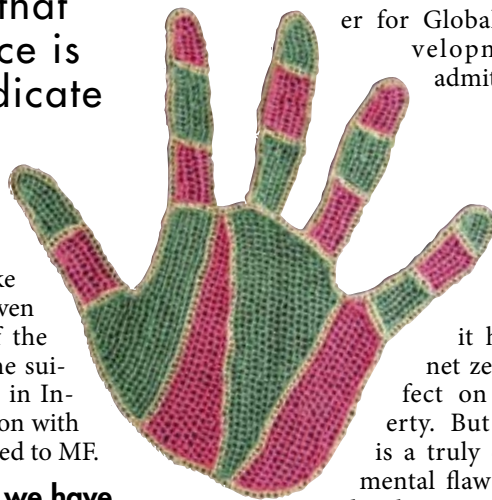 that
ce is
dicate
ke
ven
f the
he sui-
in In-
on with
ed to MF.
we have
er for Global
velopm
admit
it h
net ze
fect on
erty. But
is a truly
mental flaw